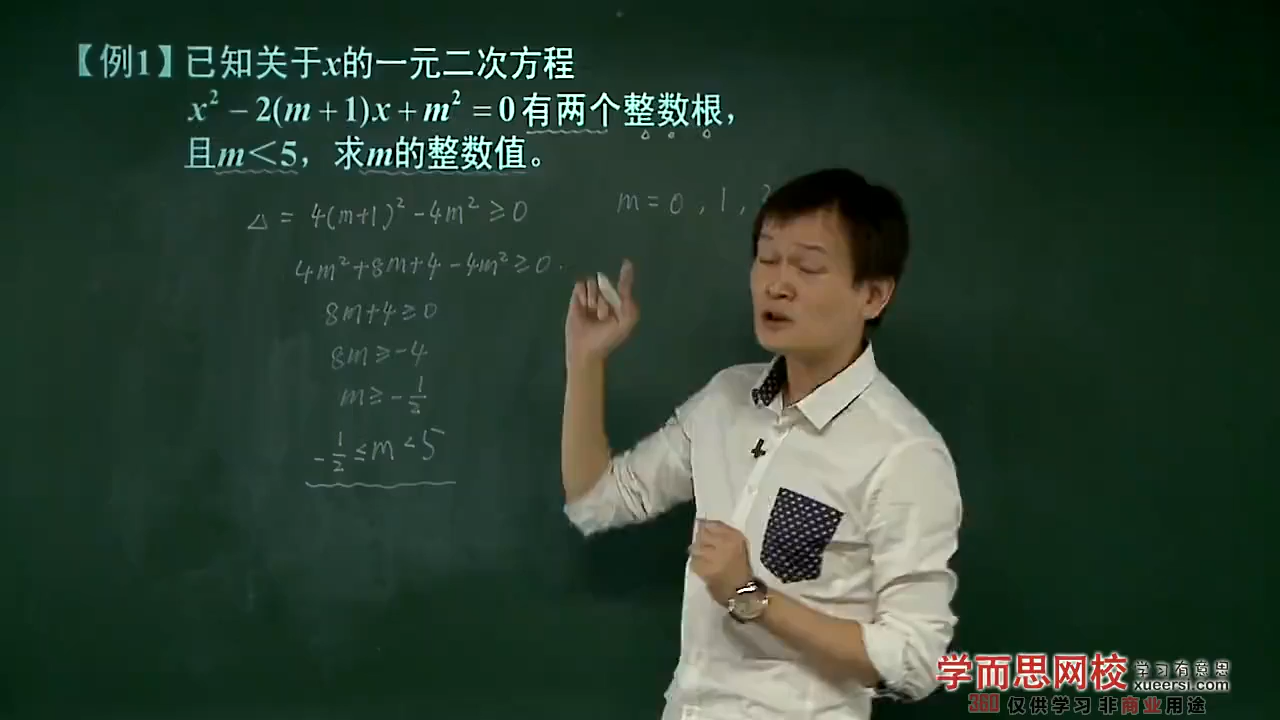 【例1】已知关于x的一元二次方程
x² − 2(m + 1)x + m² = 0有两个整数根，
且m＜5，求m的整数值。
△ = 4(m+1)² - 4m² ≥ 0
m = 0 , 1 ,
4m² + 8m + 4 - 4m² ≥ 0 .
8m + 4 ≥ 0
8m ≥ -4
m ≥ - 1/2
- 1/2 ≤ m < 5
学而思网校 学习有意思
xueersi.com
360 仅供学习 非商业用途